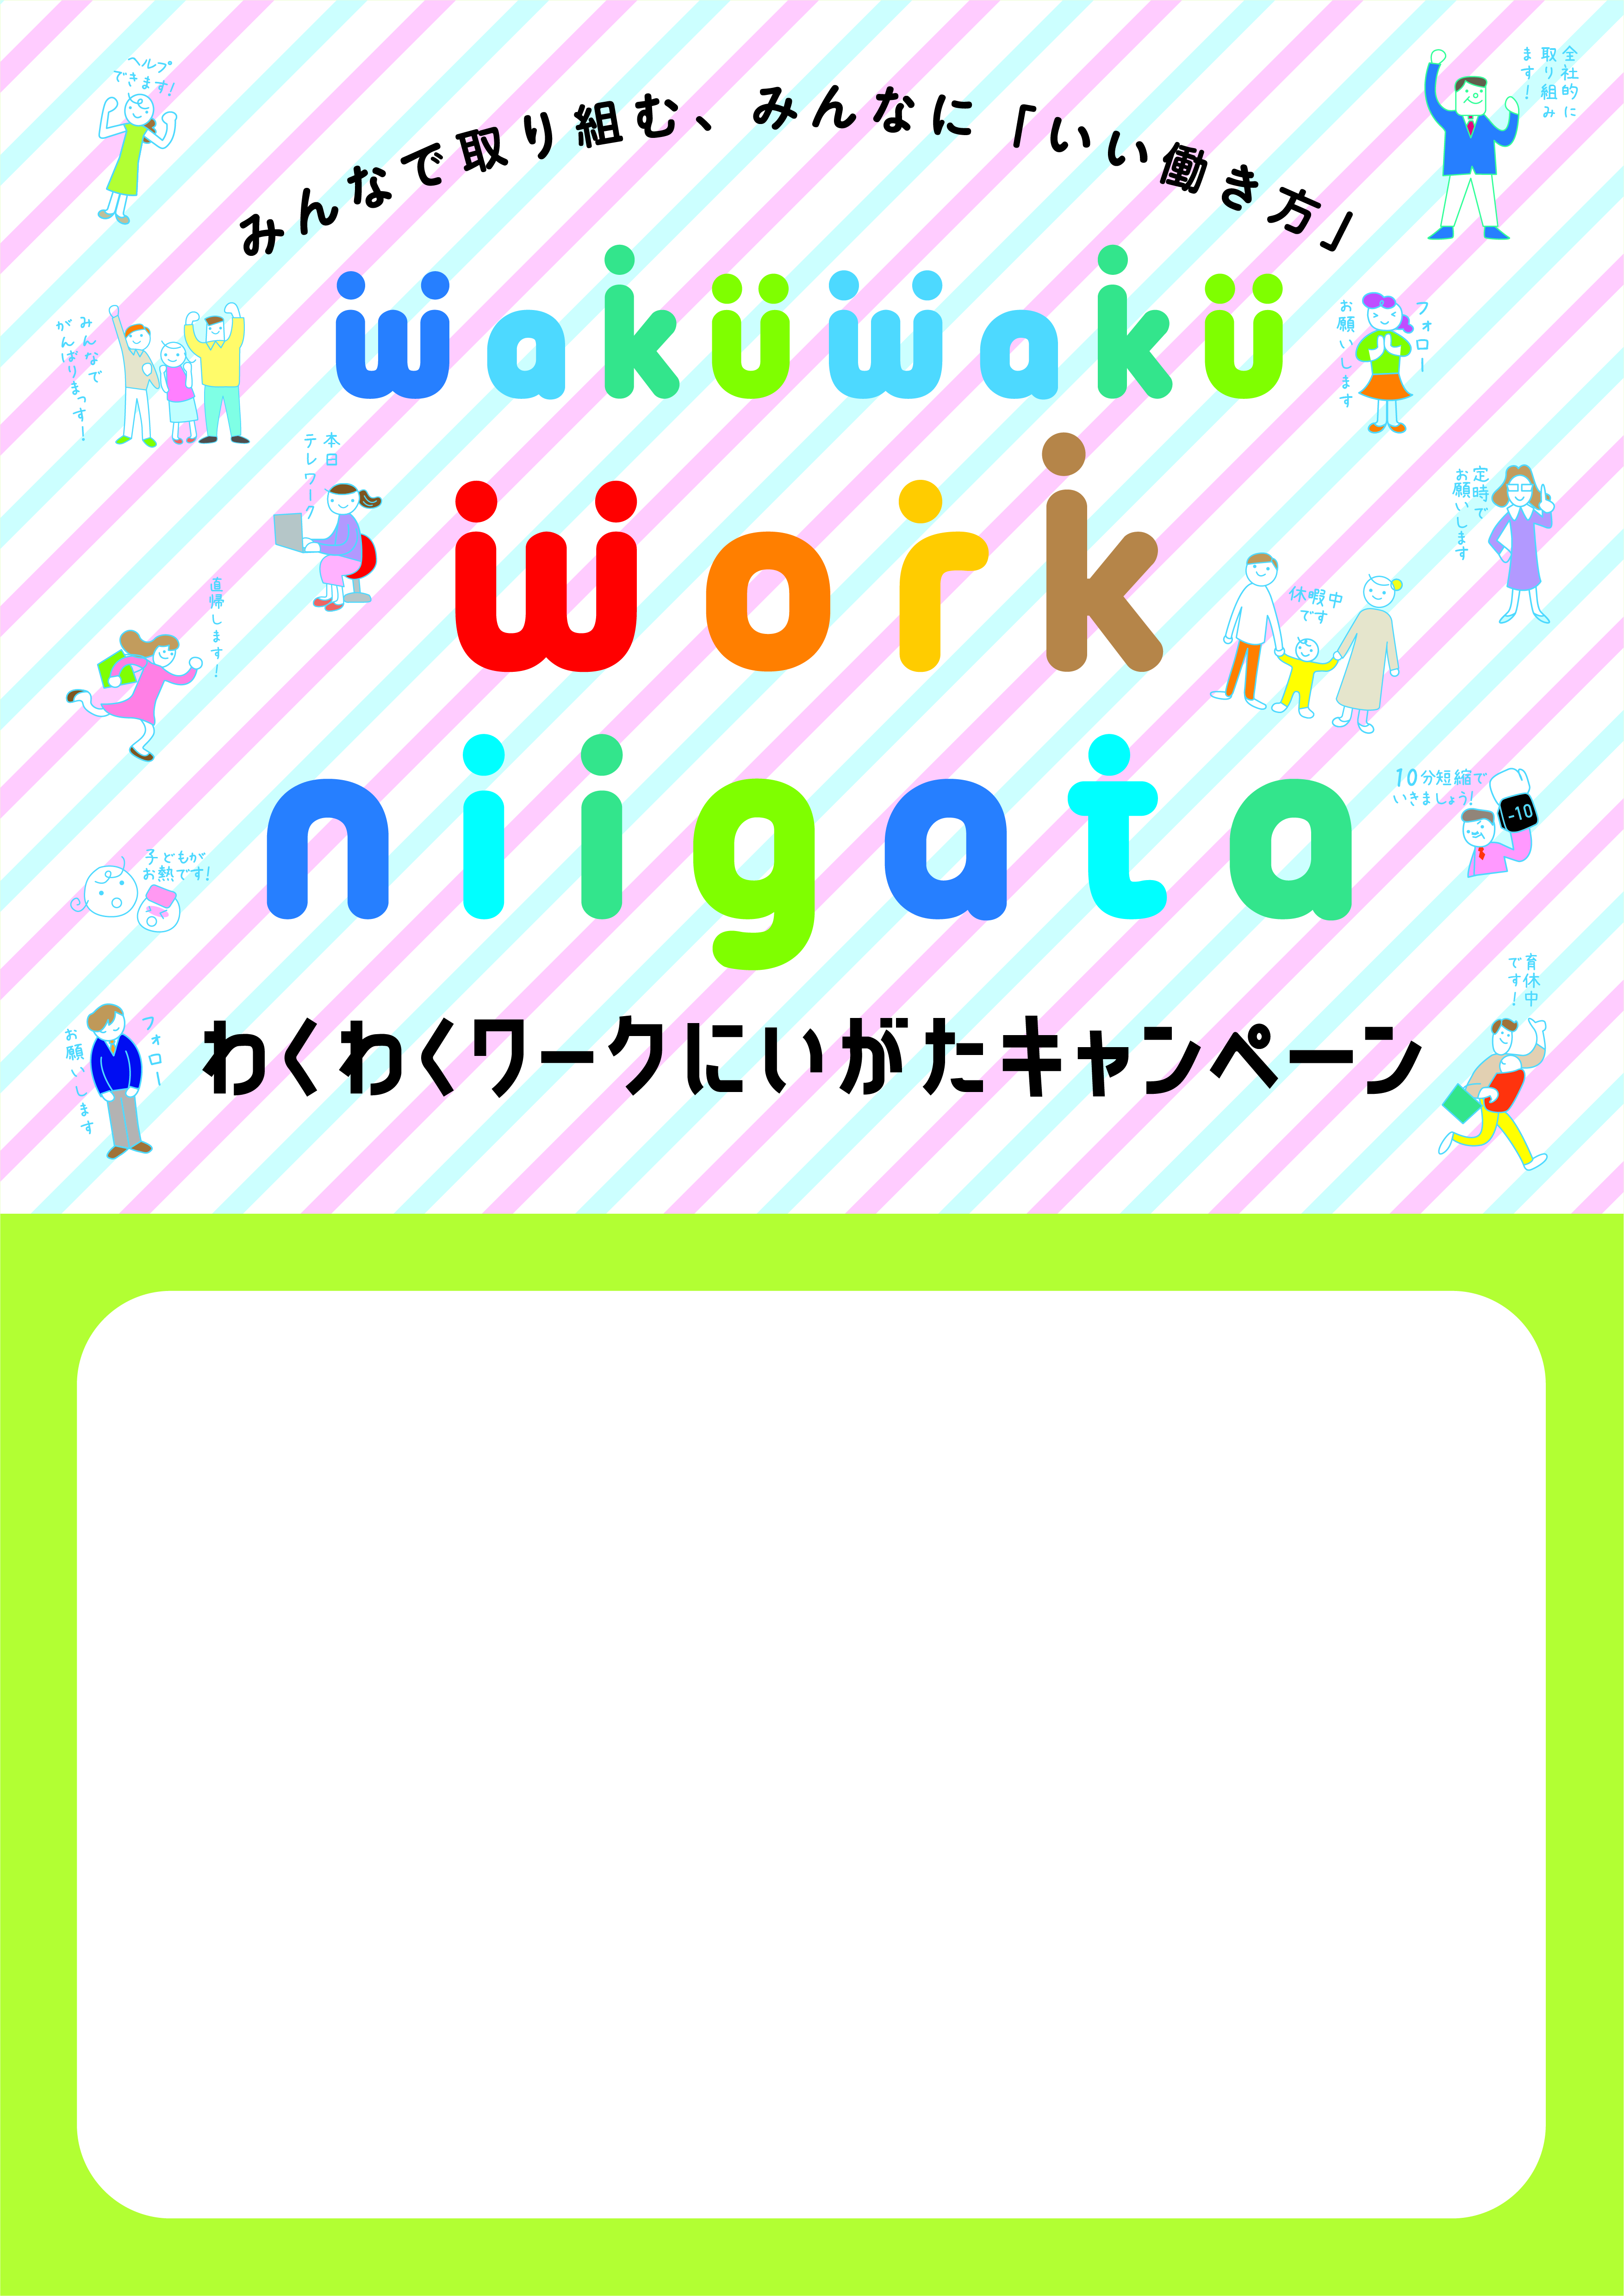 みんなで取り組む、みんなに「いい働き方」
wakuwaku
work
niigata
わくわくワークにいがたキャンペーン
ヘルプ
できます!
全社的に
取り組み
ます!
みんなで
がんばりまっす!
フォロー
お願いします
本日
テレワーク
定時で
お願いします
直帰します!
休暇中
です
10分短縮で
いきましょう!
-10
子どもが
お熱です!
育休中
です!
フォロー
お願いします